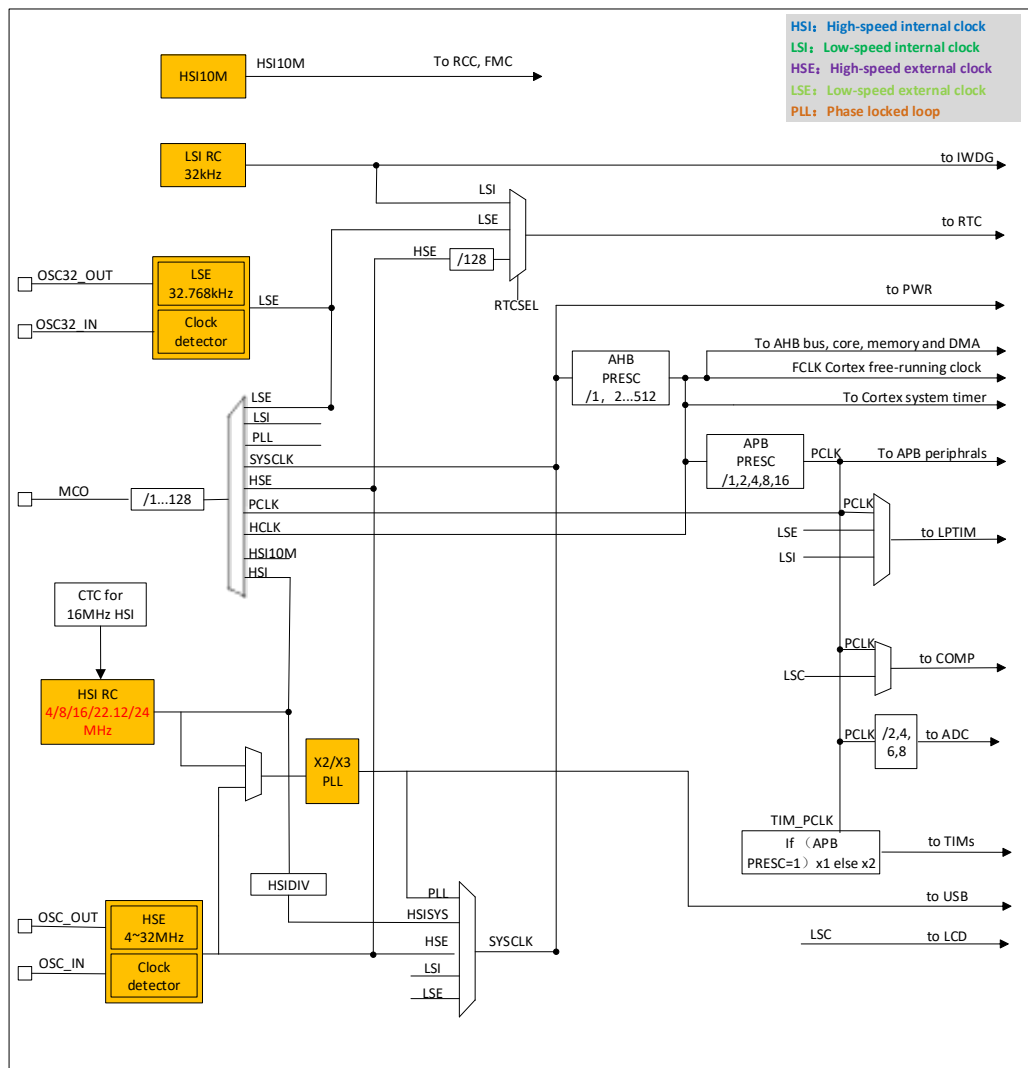 HSI：High-speed internal clock
LSI：Low-speed internal clock
HSE：High-speed external clock
LSE：Low-speed external clock
PLL：Phase locked loop
HSI10M
HSI10M
To RCC, FMC
LSI RC
32kHz
to IWDG
LSI
LSE
HSE
/128
RTCSEL
to RTC
OSC32_OUT
OSC32_IN
LSE
32.768kHz
Clock
detector
LSE
to PWR
AHB
PRESC
/1，2...512
To AHB bus, core, memory and DMA
FCLK Cortex free-running clock
To Cortex system timer
APB
PRESC
/1,2,4,8,16
PCLK
To APB periphrals
MCO
/1...128
LSE
LSI
PLL
SYSCLK
HSE
PCLK
HCLK
HSI10M
HSI
PCLK
LSE
LSI
to LPTIM
CTC for
16MHz HSI
HSI RC
4/8/16/22.12/24
MHz
PCLK
LSC
to COMP
PCLK
/2,4,
6,8
to ADC
X2/X3
PLL
TIM_PCLK
If （APB
PRESC=1）x1 else x2
to TIMs
HSIDIV
to USB
OSC_OUT
OSC_IN
HSE
4~32MHz
Clock
detector
PLL
HSISYS
HSE
LSI
LSE
SYSCLK
LSC
to LCD